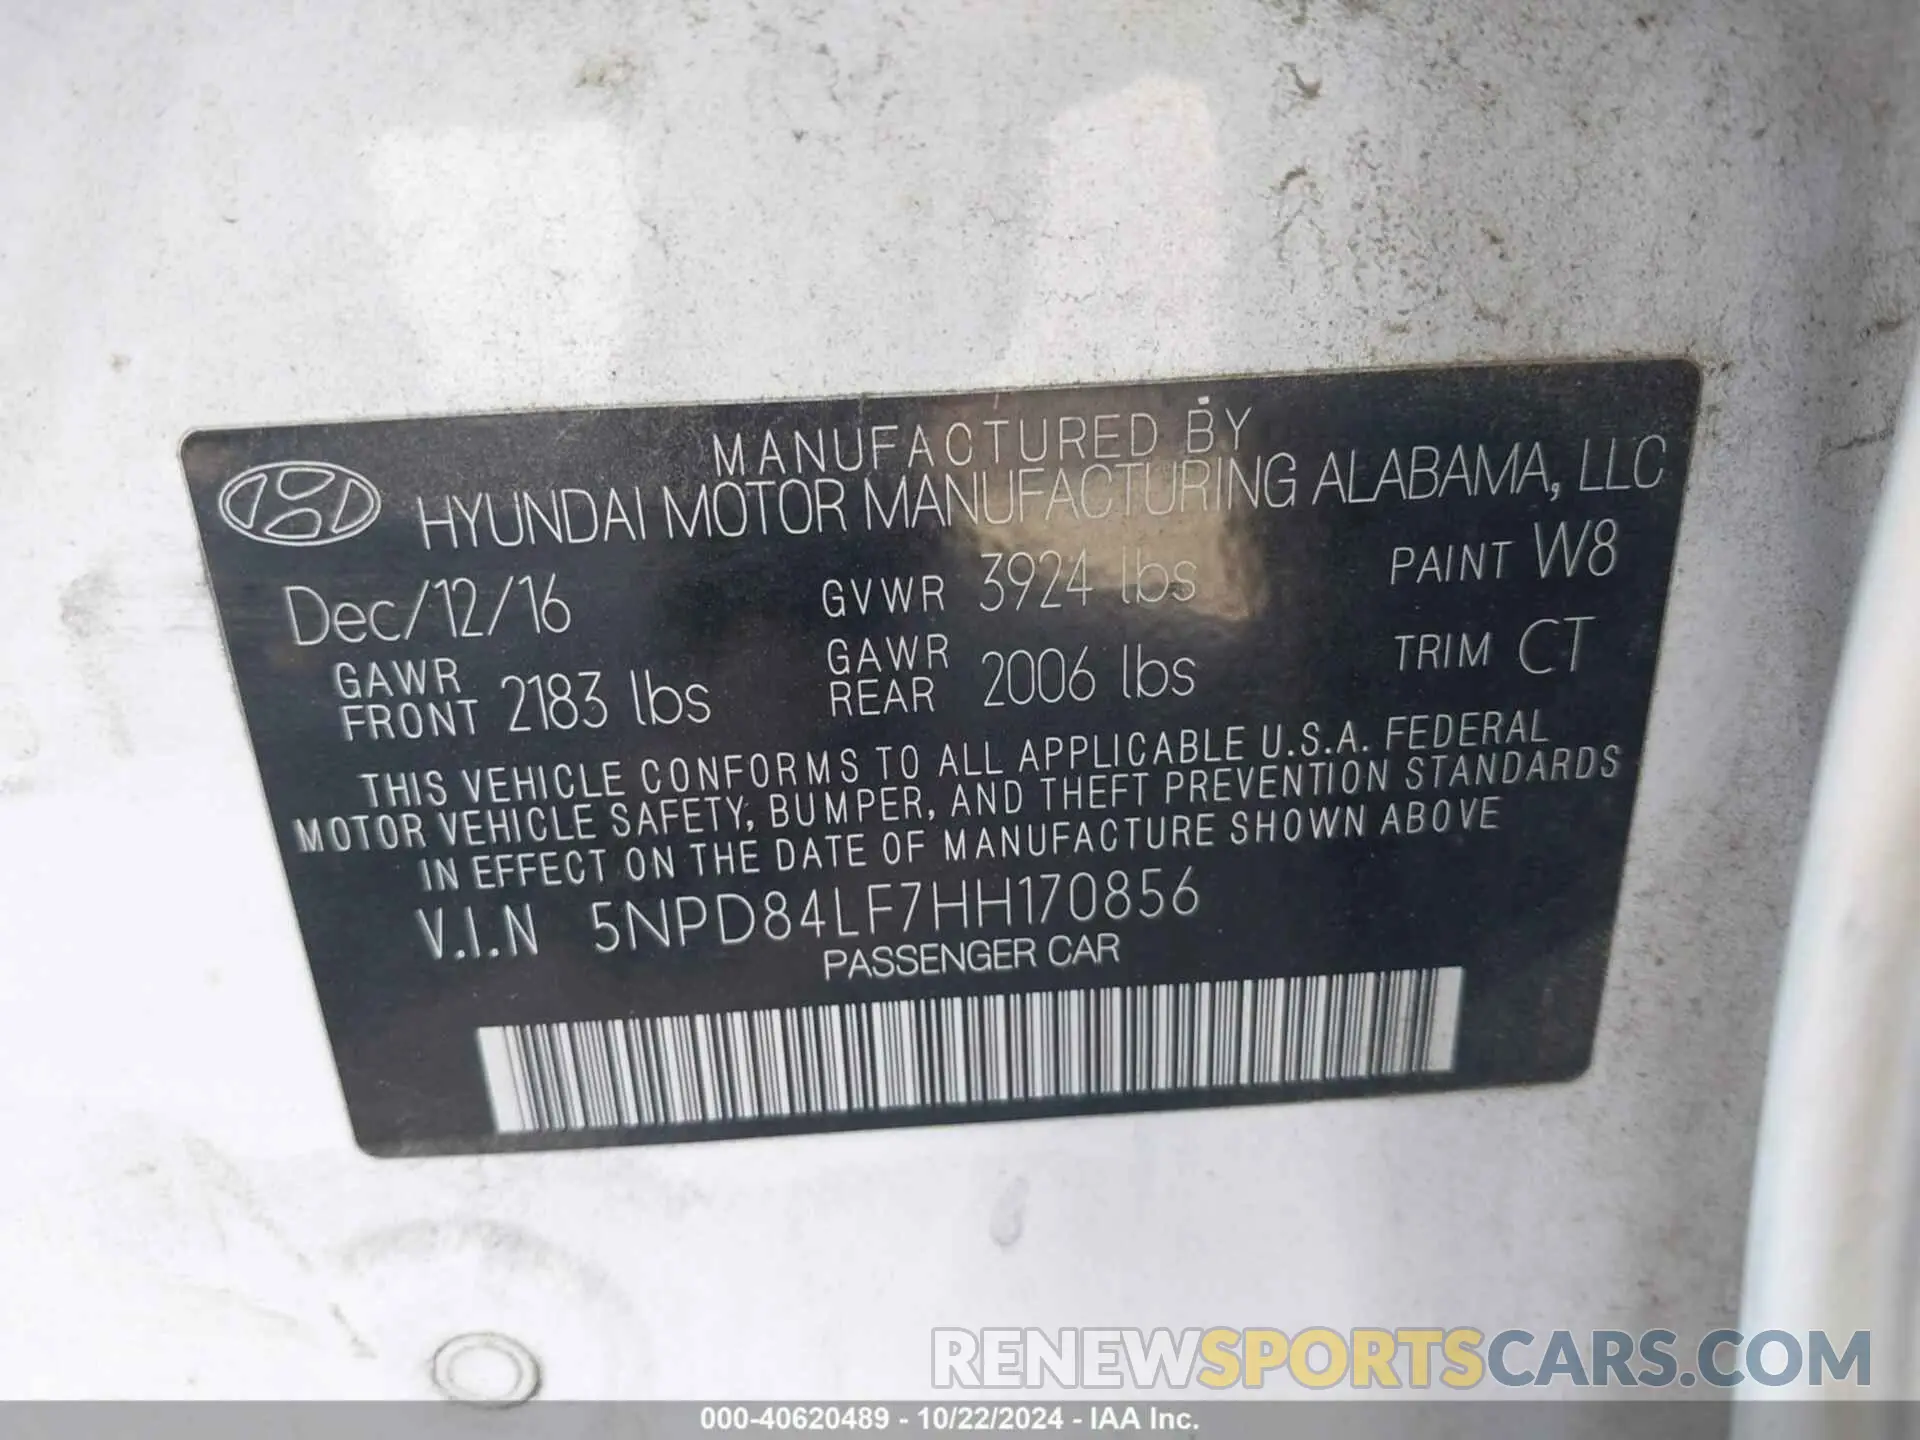 MANUFACTURED BY
HYUNDAI MOTOR MANUFACTURING ALABAMA, LLC
Dec/12/16 GVWR 3924 lbs PAINT W8
GAWR FRONT 2183 lbs GAWR REAR 2006 lbs TRIM CT
THIS VEHICLE CONFORMS TO ALL APPLICABLE U.S.A. FEDERAL
MOTOR VEHICLE SAFETY, BUMPER, AND THEFT PREVENTION STANDARDS
IN EFFECT ON THE DATE OF MANUFACTURE SHOWN ABOVE
V.I.N 5NPD84LF7HH170856
PASSENGER CAR
RENEWSPORTSCARS.COM
000-40620489 - 10/22/2024 - IAA Inc.